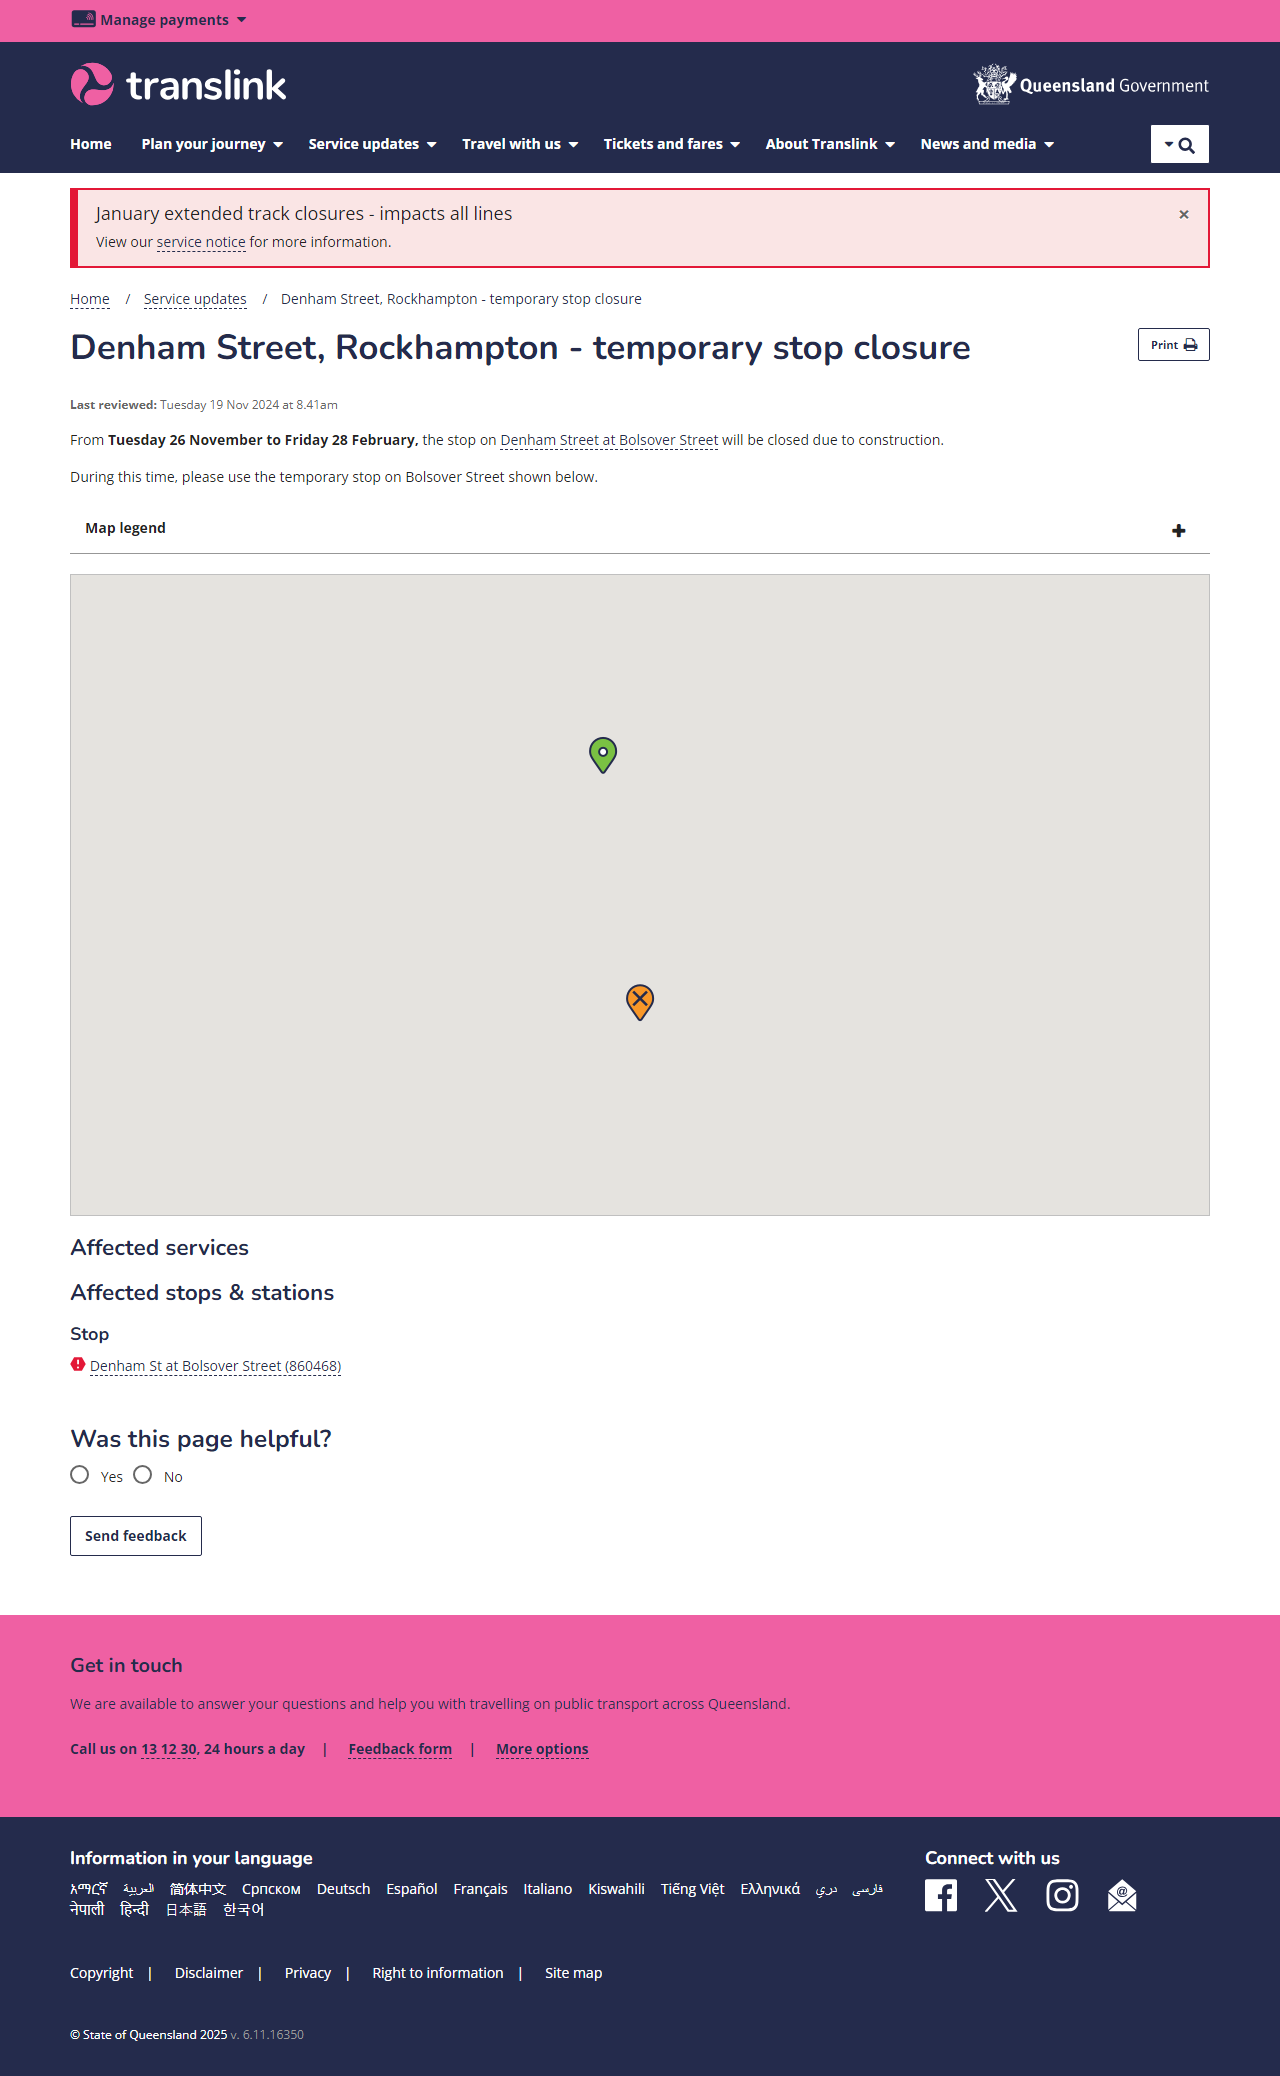 Manage payments
translink
Queensland Government
Home Plan your journey Service updates Travel with us Tickets and fares About Translink News and media
January extended track closures - impacts all lines
×
View our service notice for more information.
Home / Service updates / Denham Street, Rockhampton - temporary stop closure
Denham Street, Rockhampton - temporary stop closure
Print
Last reviewed: Tuesday 19 Nov 2024 at 8.41am
From Tuesday 26 November to Friday 28 February, the stop on Denham Street at Bolsover Street will be closed due to construction.
During this time, please use the temporary stop on Bolsover Street shown below.
Map legend
Affected services
Affected stops & stations
Stop
Denham St at Bolsover Street (860468)
Was this page helpful?
Yes No
Send feedback
Get in touch
We are available to answer your questions and help you with travelling on public transport across Queensland.
Call us on 13 12 30, 24 hours a day | Feedback form | More options
Information in your language
አማርኛ العربية 简体中文 Српском Deutsch Español Français Italiano Kiswahili Tiếng Việt Ελληνικά دري فارسی
नेपाली हिन्दी 日本語 한국어
Connect with us
Copyright | Disclaimer | Privacy | Right to information | Site map
© State of Queensland 2025 v. 6.11.16350